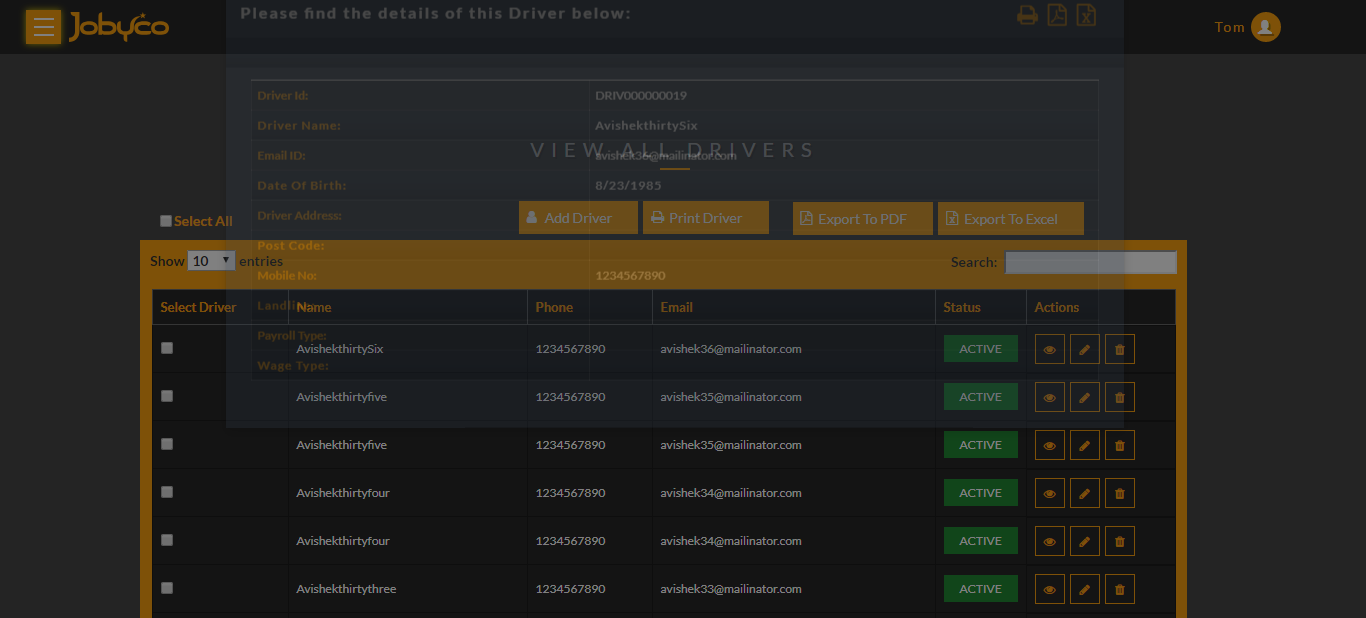 Please find the details of this Driver below:
Jobyco
Tom
Driver Id: DRIV000000019
Driver Name: AvishekthirtySix
VIEW ALL DRIVERS
Email ID: avishek36@mailinator.com
Date Of Birth: 8/23/1985
Driver Address:
Select All
Add Driver Print Driver Export To PDF Export To Excel
Post Code:
Show 10 entries
Search:
Mobile No: 1234567890
Landline:
Select Driver Name Phone Email Status Actions
Payroll Type:
AvishekthirtySix 1234567890 avishek36@mailinator.com ACTIVE
Wage Type:
Avishekthirtyfive 1234567890 avishek35@mailinator.com ACTIVE
Avishekthirtyfive 1234567890 avishek35@mailinator.com ACTIVE
Avishekthirtyfour 1234567890 avishek34@mailinator.com ACTIVE
Avishekthirtyfour 1234567890 avishek34@mailinator.com ACTIVE
Avishekthirtythree 1234567890 avishek33@mailinator.com ACTIVE